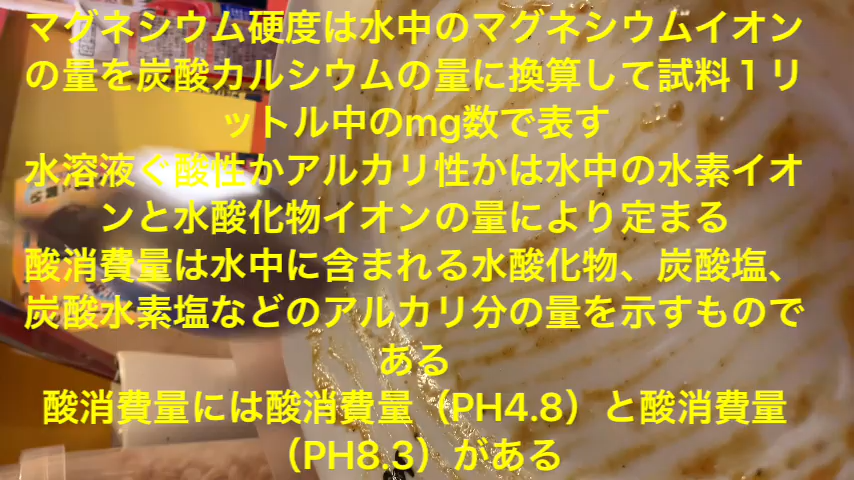 マグネシウム硬度は水中のマグネシウムイオン
の量を炭酸カルシウムの量に換算して試料１リ
ットル中のmg数で表す
水溶液ぐ酸性かアルカリ性かは水中の水素イオ
ンと水酸化物イオンの量により定まる
酸消費量は水中に含まれる水酸化物、炭酸塩、
炭酸水素塩などのアルカリ分の量を示すもので
ある
酸消費量には酸消費量（PH4.8）と酸消費量
（PH8.3）がある